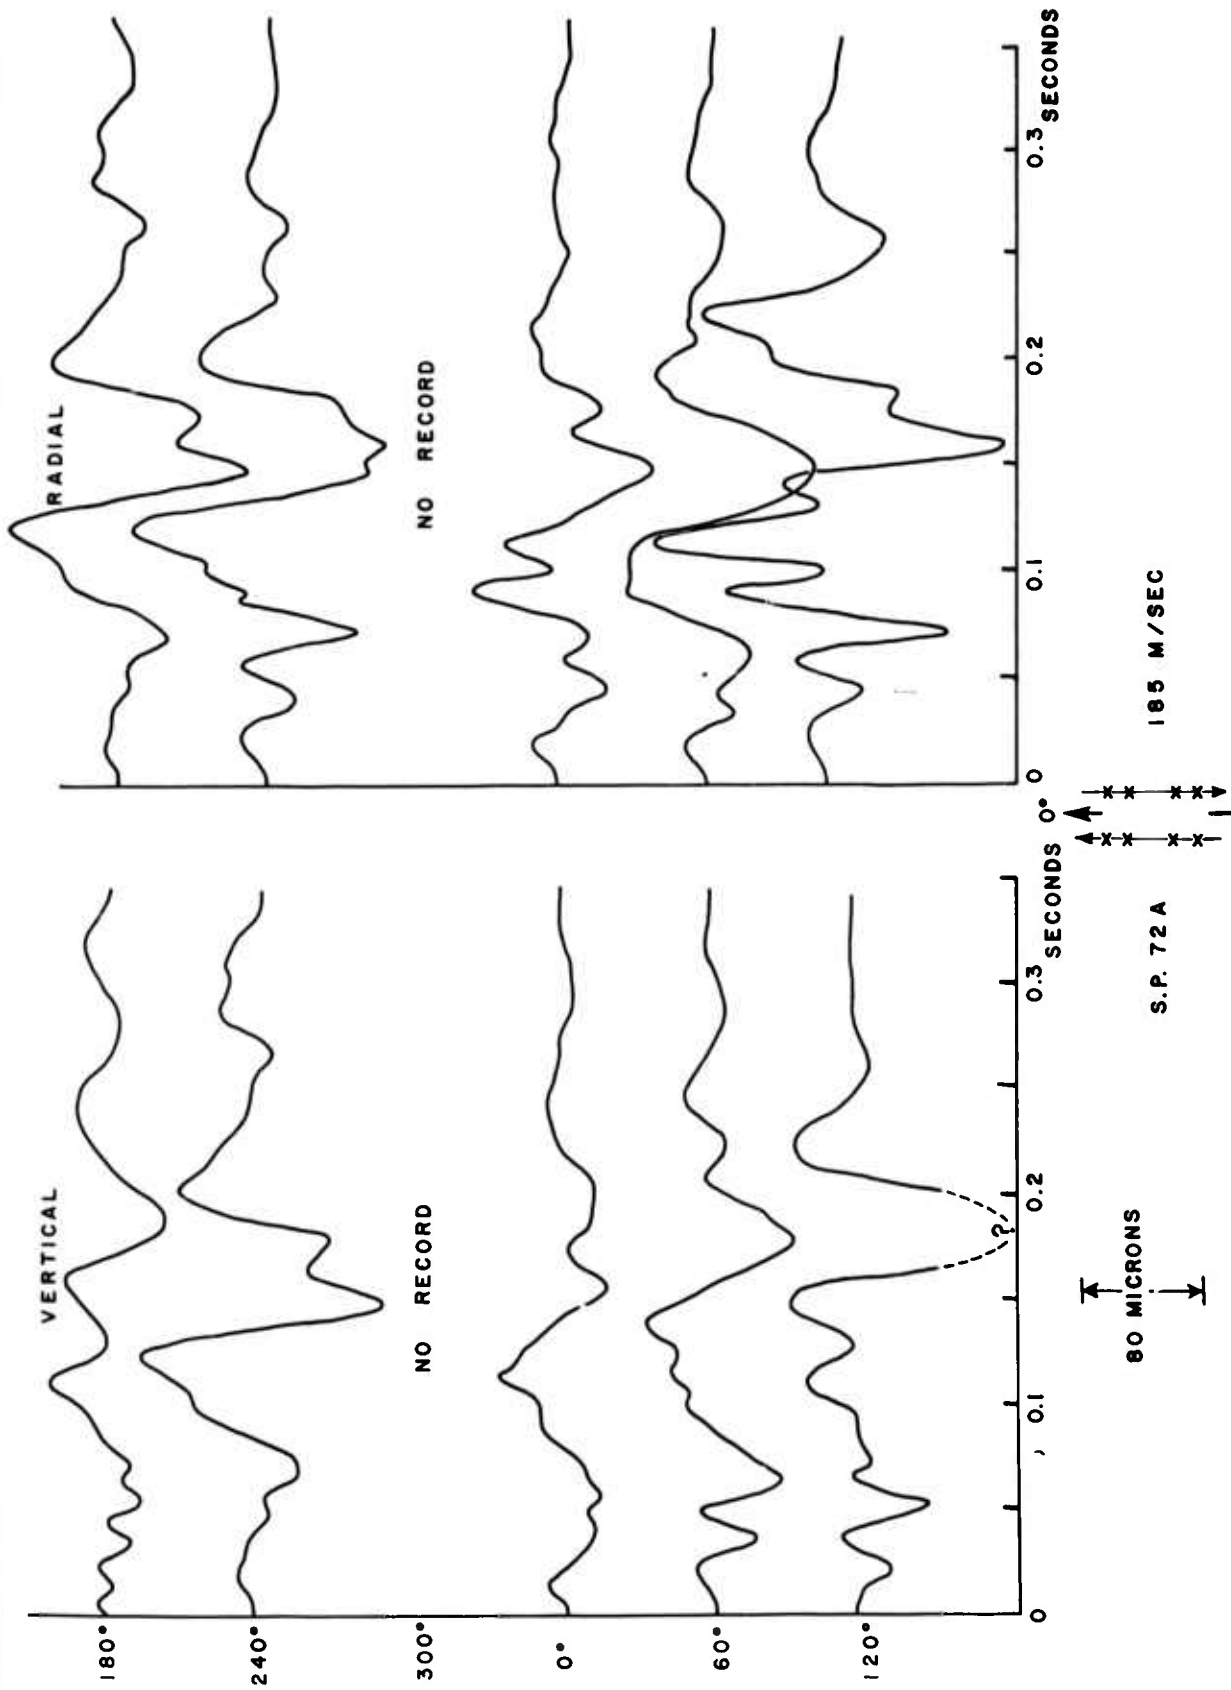 VERTICAL
RADIAL
180°
240°
300°
NO RECORD
NO RECORD
0°
60°
120°
?
0
0.1
0.2
0.3
SECONDS
0
0.1
0.2
0.3
SECONDS
80 MICRONS
S.P. 72 A
0°
185 M/SEC